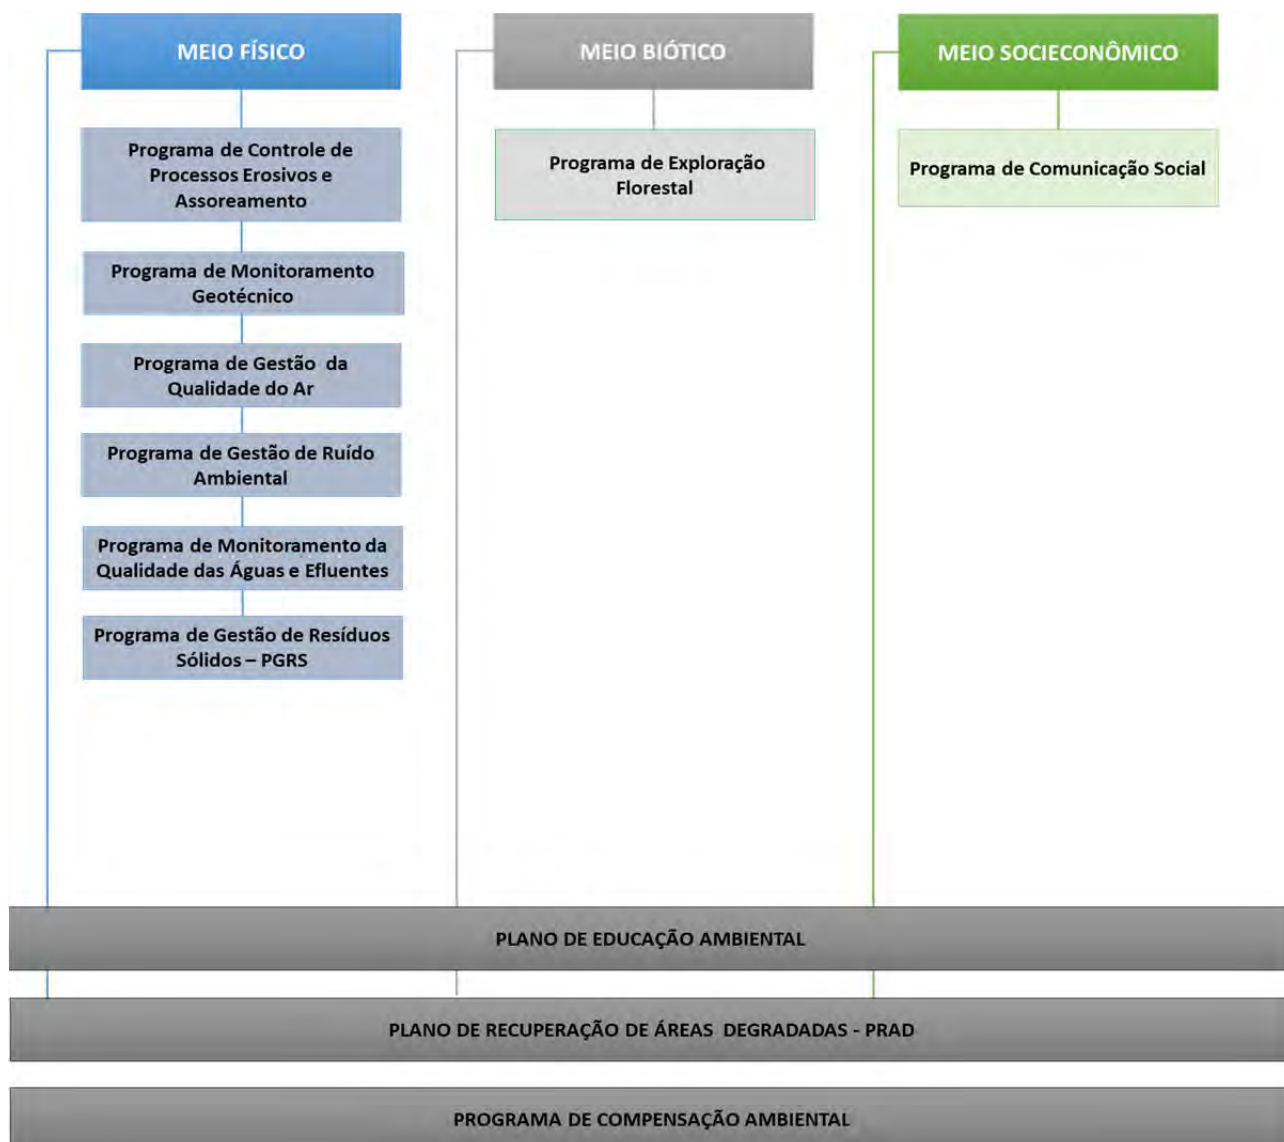 MEIO FÍSICO
Programa de Controle de
Processos Erosivos e
Assoreamento
Programa de Monitoramento
Geotécnico
Programa de Gestão da
Qualidade do Ar
Programa de Gestão de Ruído
Ambiental
Programa de Monitoramento da
Qualidade das Águas e Efluentes
Programa de Gestão de Resíduos
Sólidos – PGRS
MEIO BIÓTICO
Programa de Exploração
Florestal
MEIO SOCIECONÔMICO
Programa de Comunicação Social
PLANO DE EDUCAÇÃO AMBIENTAL
PLANO DE RECUPERAÇÃO DE ÁREAS DEGRADADAS - PRAD
PROGRAMA DE COMPENSAÇÃO AMBIENTAL